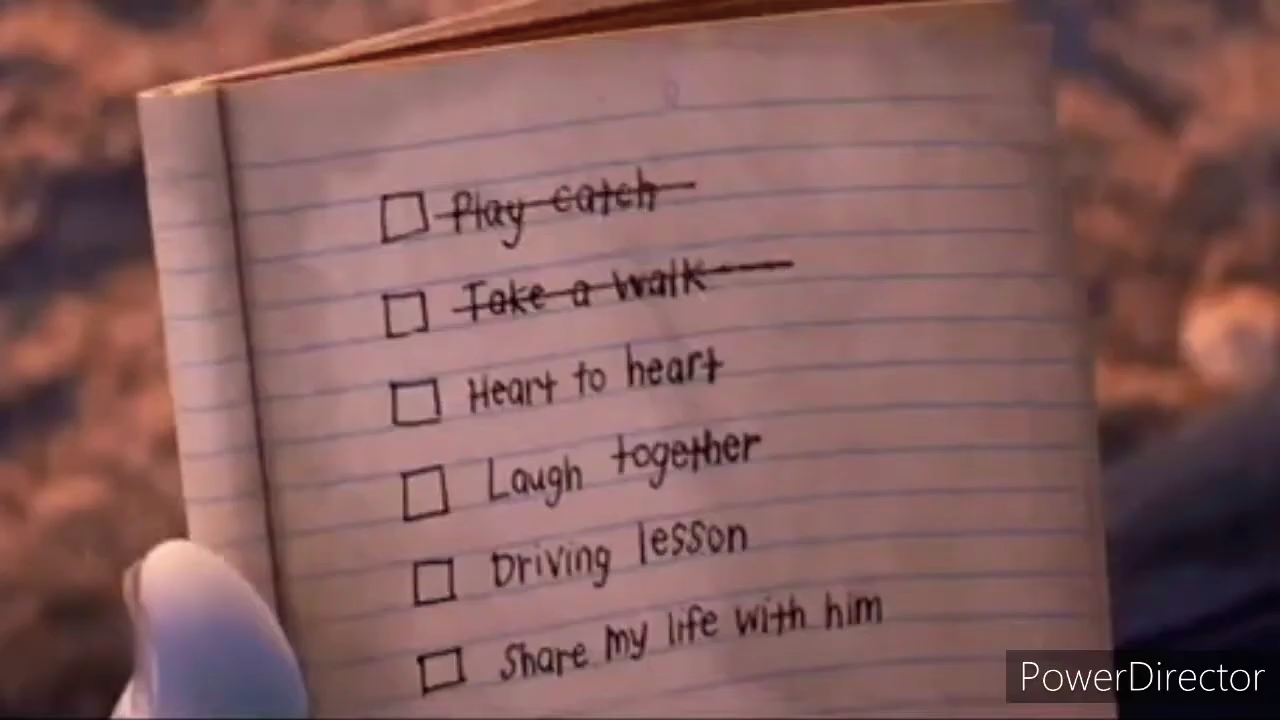 Play catch
Take a walk
Heart to heart
Laugh together
Driving lesson
Share my life with him
PowerDirector